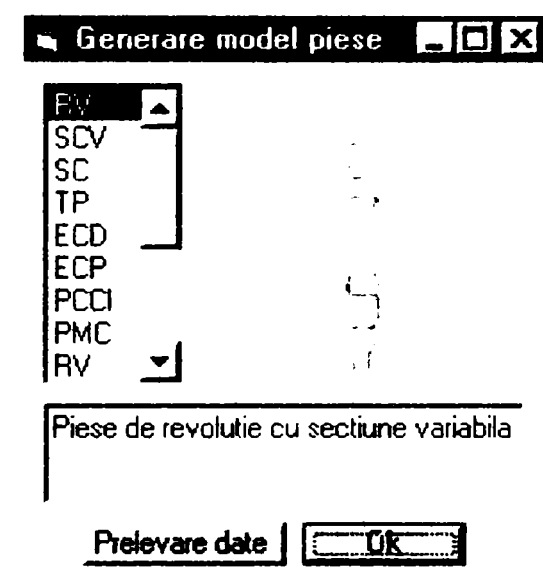 Generare model piese
RV
SCV
SC
TP
ECD
ECP
PCCI
PMC
RV
Piese de revolutie cu sectiune variabila
Prelevare date
Ok